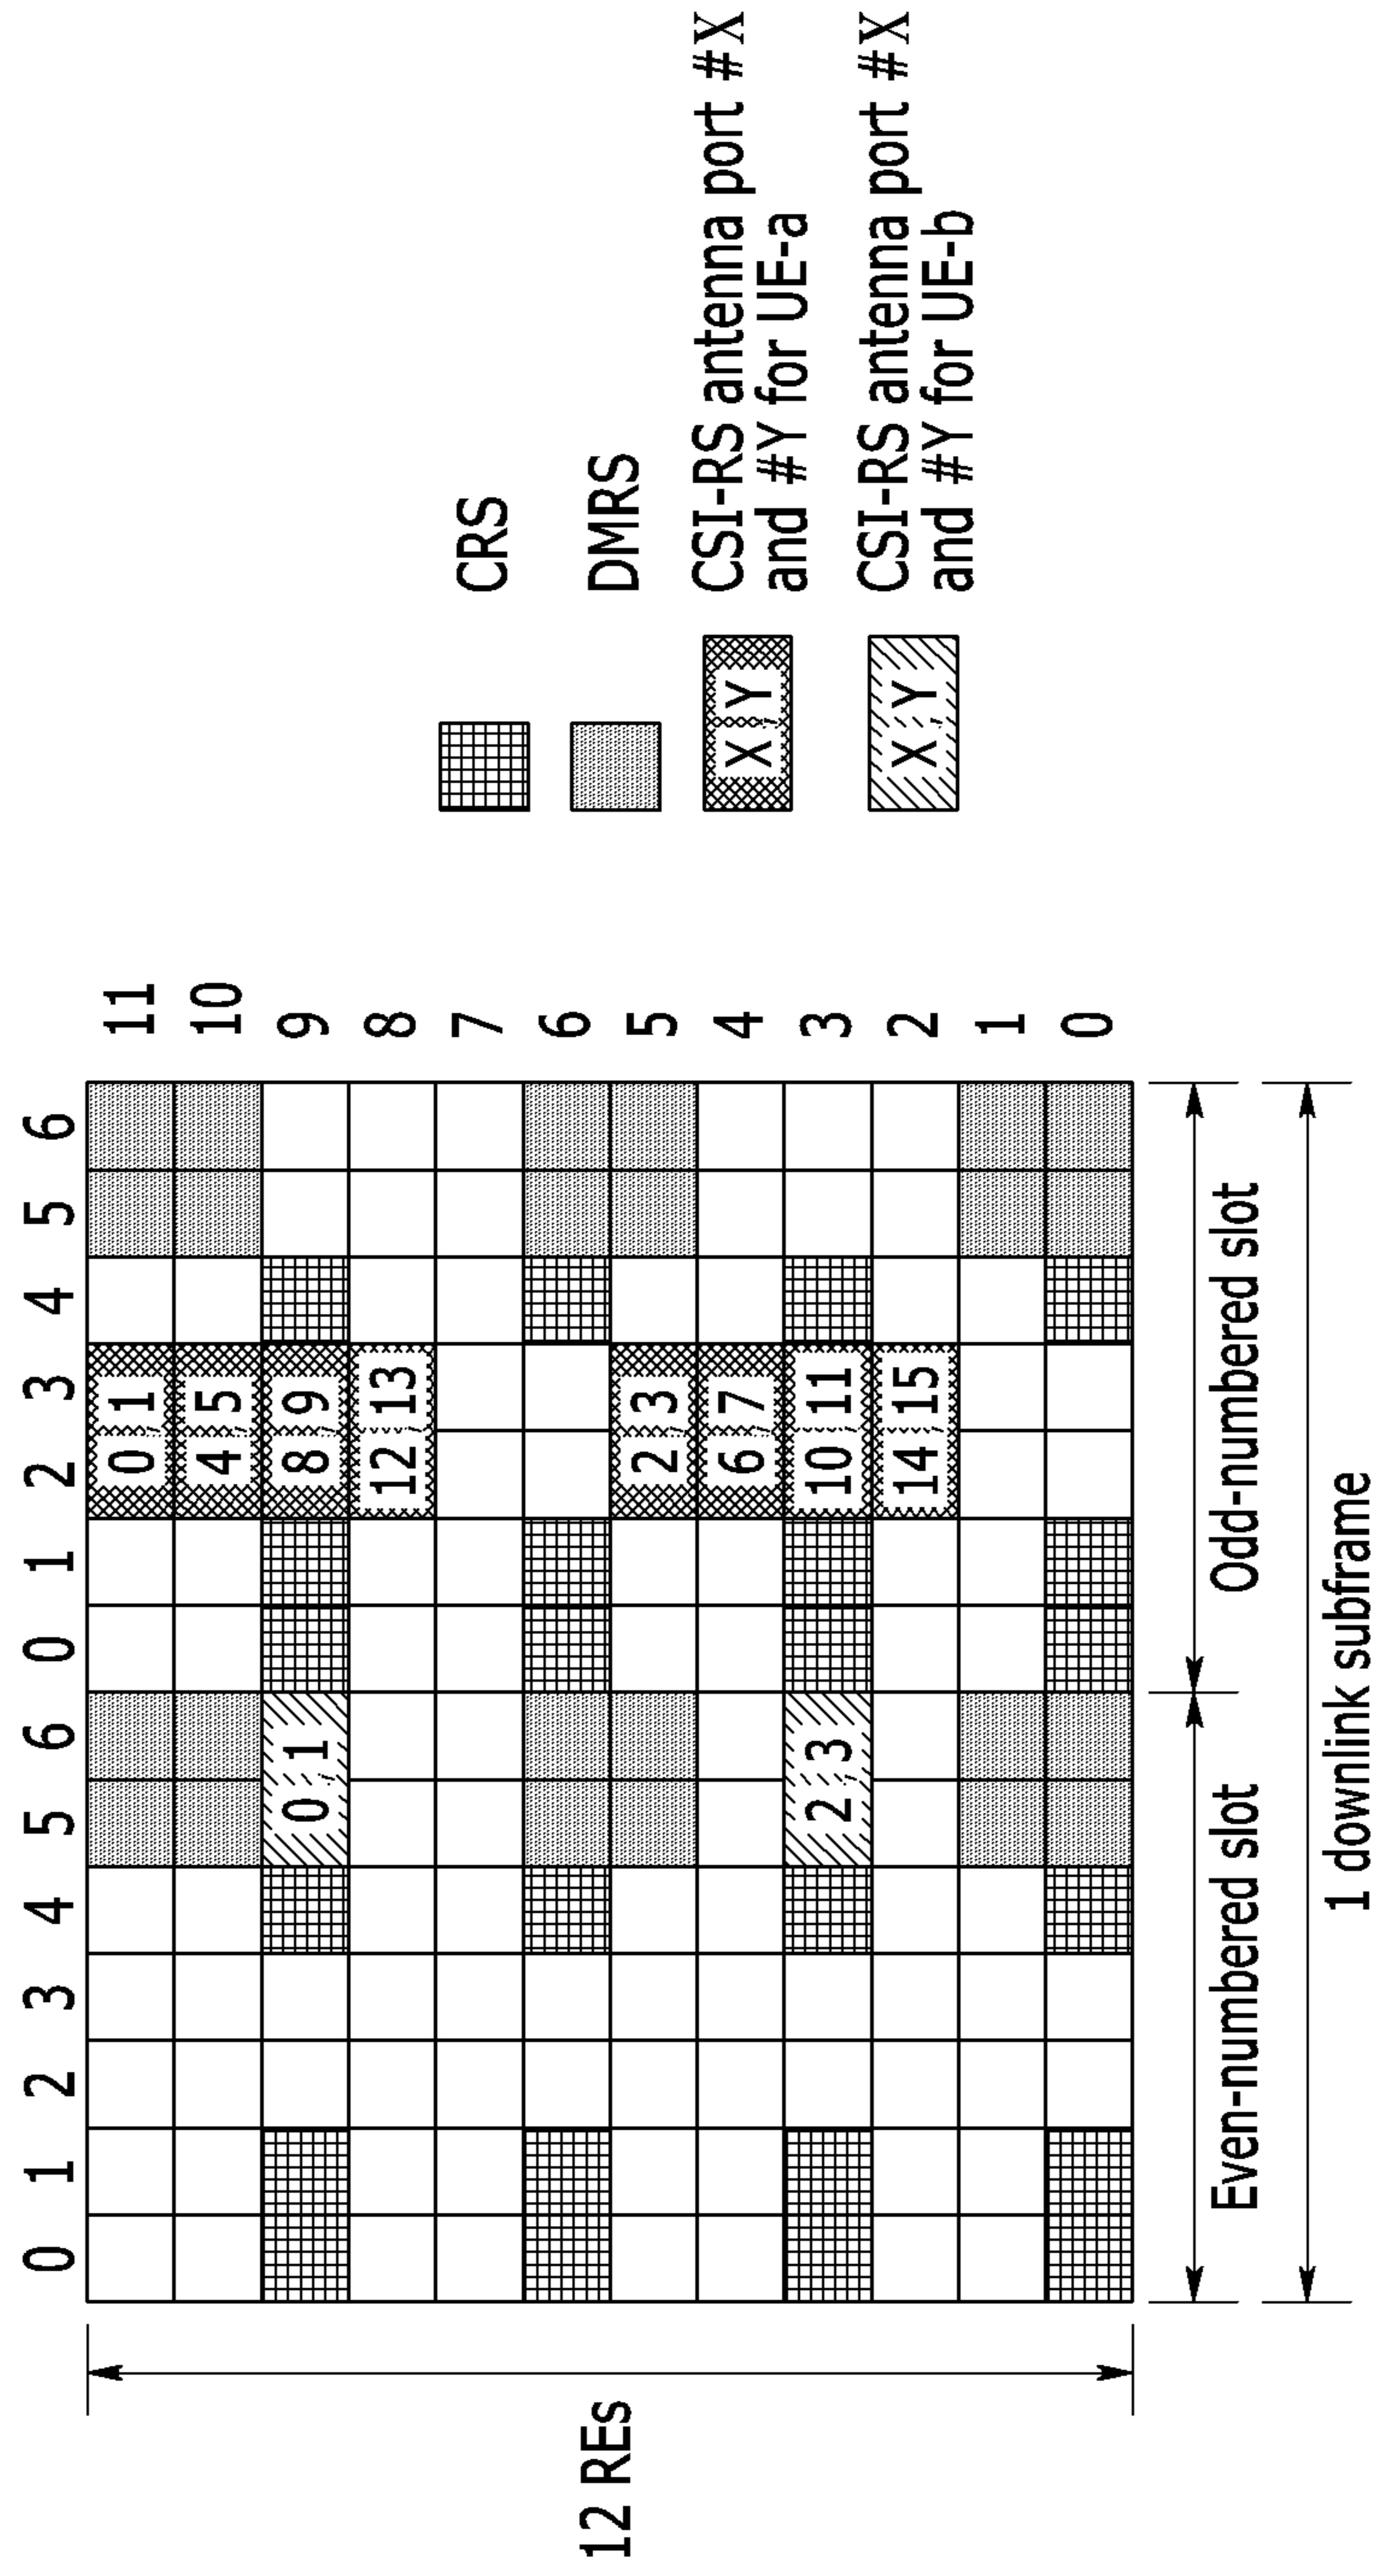 0 1 2 3 4 5 6 0 1 2 3 4 5 6
0,1 11
4,5 10
0,1 8,9 9
12,13 8
7
6
12 REs
2,3 5
6,7 4
2,3 10,11 3
14,15 2
1
0
Even-numbered slot
Odd-numbered slot
1 downlink subframe
CRS
DMRS
X,Y
CSI-RS antenna port #X
and #Y for UE-a
X,Y
CSI-RS antenna port #X
and #Y for UE-b